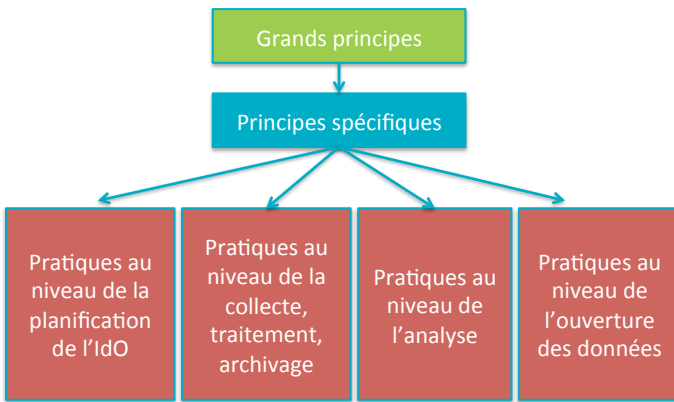 Grands principes
Principes spécifiques
Pratiques au
niveau de la
planification
de l'IdO
Pratiques au
niveau de la
collecte,
traitement,
archivage
Pratiques au
niveau de
l'analyse
Pratiques au
niveau de
l'ouverture
des données